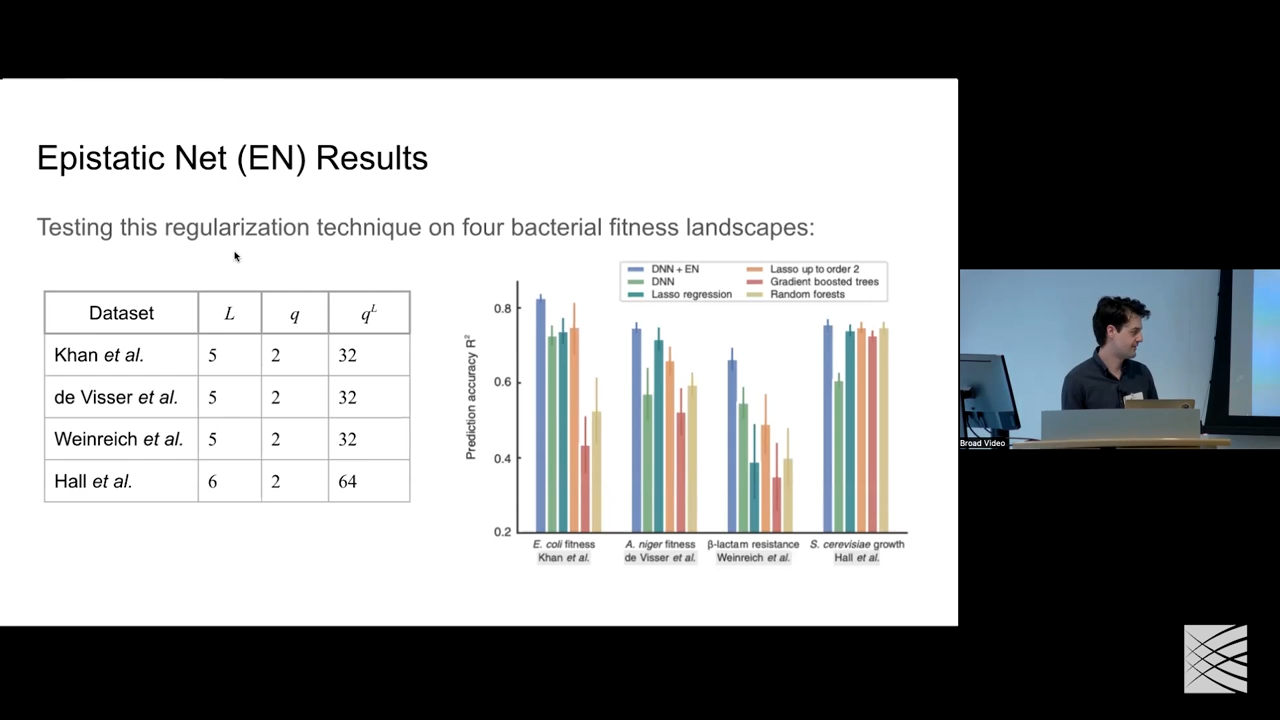 Epistatic Net (EN) Results
Testing this regularization technique on four bacterial fitness landscapes:
Dataset L q q^L
Khan et al. 5 2 32
de Visser et al. 5 2 32
Weinreich et al. 5 2 32
Hall et al. 6 2 64
DNN + EN
DNN
Lasso regression
Lasso up to order 2
Gradient boosted trees
Random forests
Prediction accuracy R²
0.8
0.6
0.4
0.2
E. coli fitness
Khan et al.
A. niger fitness
de Visser et al.
β-lactam resistance
Weinreich et al.
S. cerevisiae growth
Hall et al.
Broad Video